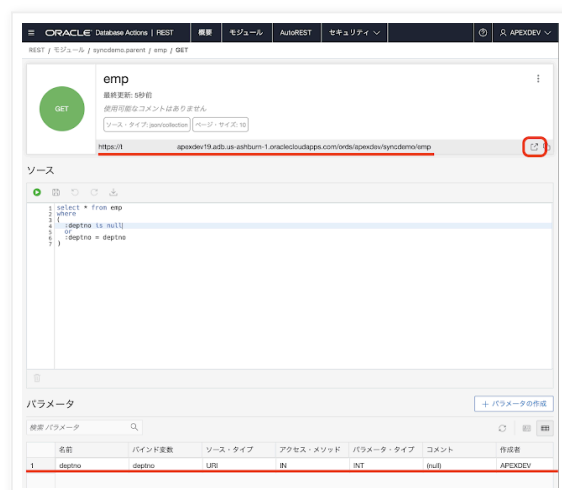 ORACLE Database Actions | REST 概要 モジュール AutoREST セキュリティ APEXDEV
REST / モジュール / syncdemo.parent / emp / GET
GET
emp
最終更新: 5秒前
使用可能なコメントはありません
ソース・タイプ: json/collection ページ・サイズ: 10
https:// apexdev19.adb.us-ashburn-1.oraclecloudapps.com/ords/apexdev/syncdemo/emp
ソース
1 select * from emp
2 where
3 (
4 :deptno is null
5 or
6 :deptno = deptno
7 )
パラメータ
+ パラメータの作成
検索 パラメータ
名前 バインド変数 ソース・タイプ アクセス・メソッド パラメータ・タイプ コメント 作成者
1 deptno deptno URI IN INT (null) APEXDEV